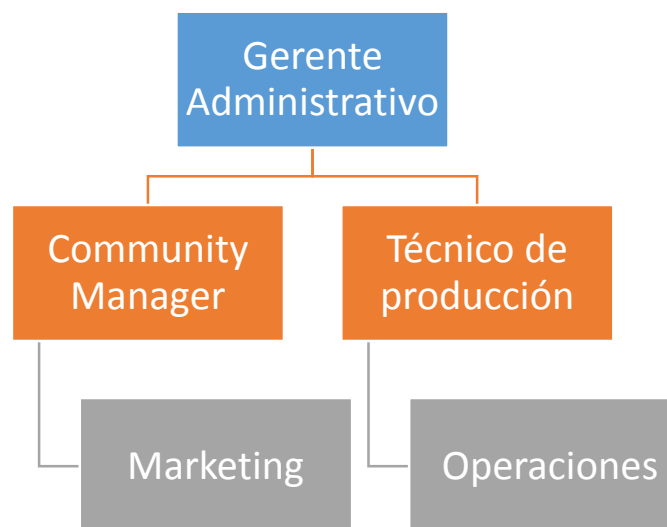 Gerente
Administrativo
Community
Manager
Técnico de
producción
Marketing
Operaciones